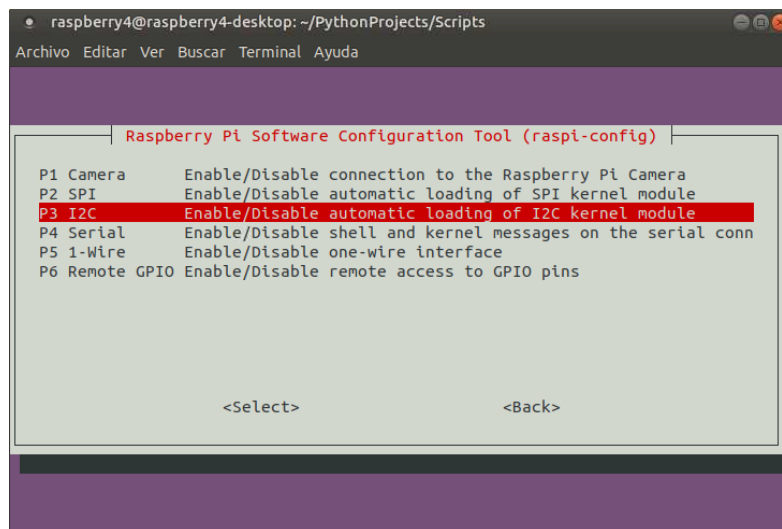 raspberry4@raspberry4-desktop: ~/PythonProjects/Scripts
Archivo Editar Ver Buscar Terminal Ayuda
Raspberry Pi Software Configuration Tool (raspi-config)
P1 Camera Enable/Disable connection to the Raspberry Pi Camera
P2 SPI Enable/Disable automatic loading of SPI kernel module
P3 I2C Enable/Disable automatic loading of I2C kernel module
P4 Serial Enable/Disable shell and kernel messages on the serial conn
P5 1-Wire Enable/Disable one-wire interface
P6 Remote GPIO Enable/Disable remote access to GPIO pins
<Select> <Back>